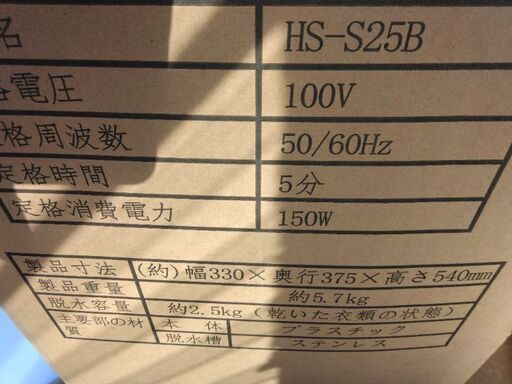 名 HS-S25B
格電圧 100V
格周波数 50/60Hz
定格時間 5分
定格消費電力 150W
製品寸法 (約)幅330×奥行375×高さ540mm
製品重量 約5.7kg
脱水容量 約2.5kg(乾いた衣類の状態)
主要部の材質 本体 プラスチック
脱水槽 ステンレス